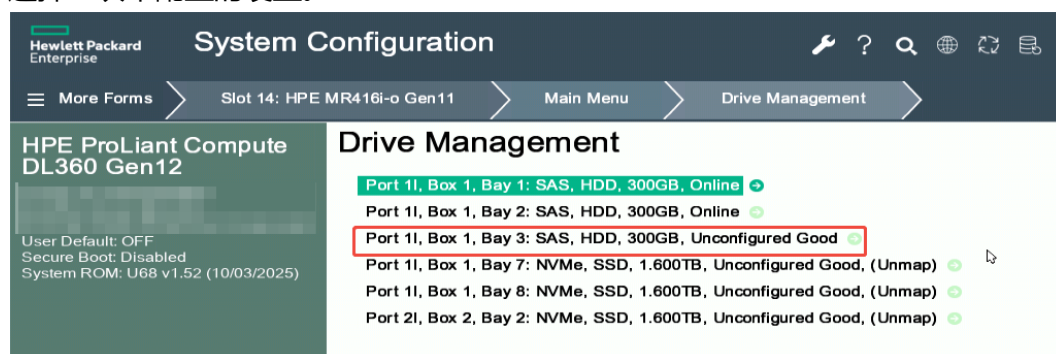 Hewlett Packard
Enterprise
System Configuration
More Forms
Slot 14: HPE MR416i-o Gen11
Main Menu
Drive Management
HPE ProLiant Compute
DL360 Gen12
User Default: OFF
Secure Boot: Disabled
System ROM: U68 v1.52 (10/03/2025)
Drive Management
Port 1I, Box 1, Bay 1: SAS, HDD, 300GB, Online
Port 1I, Box 1, Bay 2: SAS, HDD, 300GB, Online
Port 1I, Box 1, Bay 3: SAS, HDD, 300GB, Unconfigured Good
Port 1I, Box 1, Bay 7: NVMe, SSD, 1.600TB, Unconfigured Good, (Unmap)
Port 1I, Box 1, Bay 8: NVMe, SSD, 1.600TB, Unconfigured Good, (Unmap)
Port 2I, Box 2, Bay 2: NVMe, SSD, 1.600TB, Unconfigured Good, (Unmap)